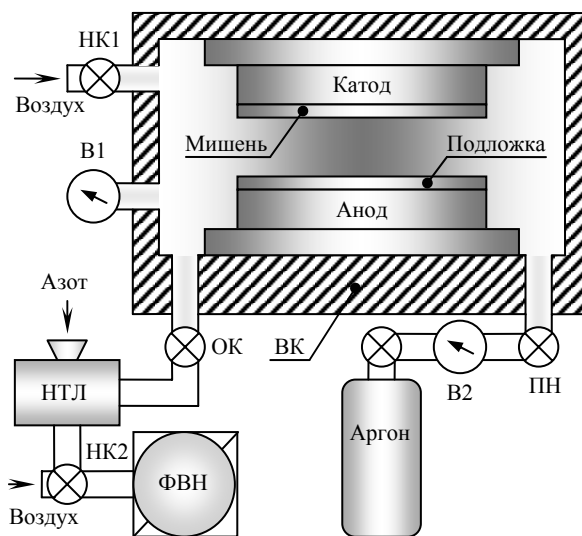 НК1
Воздух
Катод
Мишень
В1
Подложка
Анод
Азот
ОК
ВК
НТЛ
В2
ПН
Аргон
НК2
ФВН
Воздух